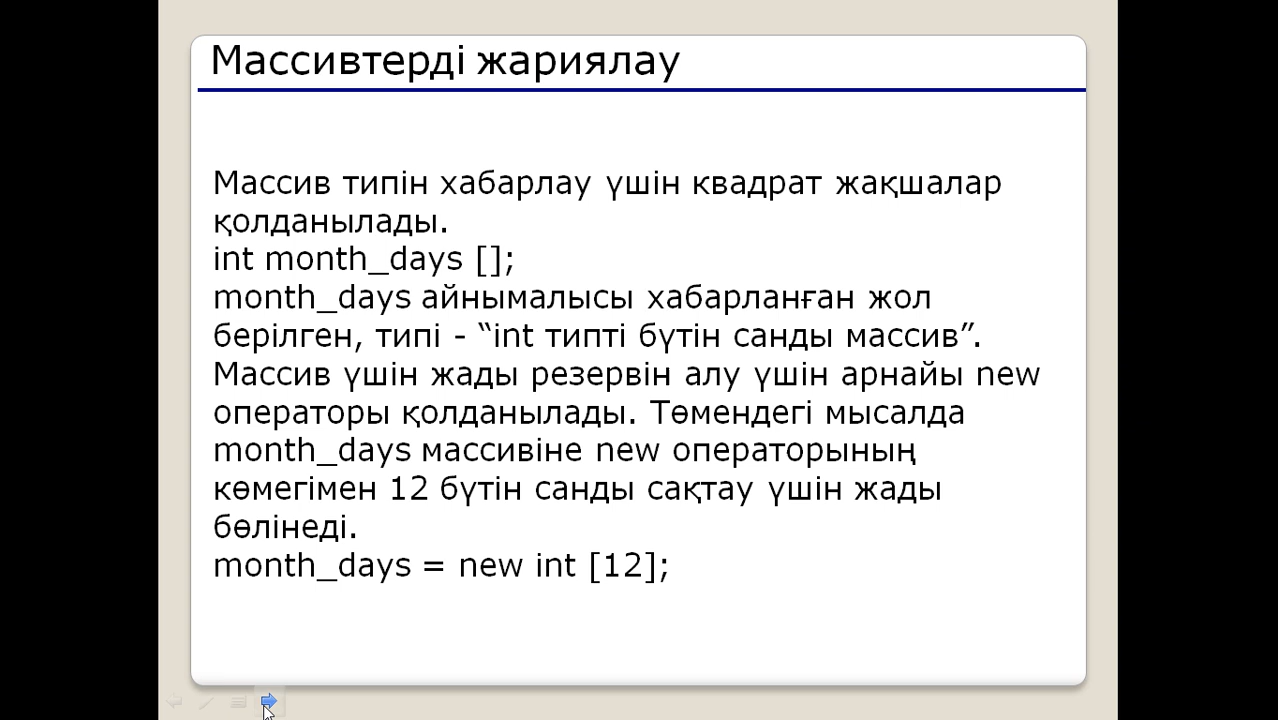 Массивтерді жариялау
Массив типін хабарлау үшін квадрат жақшалар
қолданылады.
int month_days [];
month_days айнымалысы хабарланған жол
берілген, типі - “int типті бүтін санды массив”.
Массив үшін жады резервін алу үшін арнайы new
операторы қолданылады. Төмендегі мысалда
month_days массивіне new операторының
көмегімен 12 бүтін санды сақтау үшін жады
бөлінеді.
month_days = new int [12];